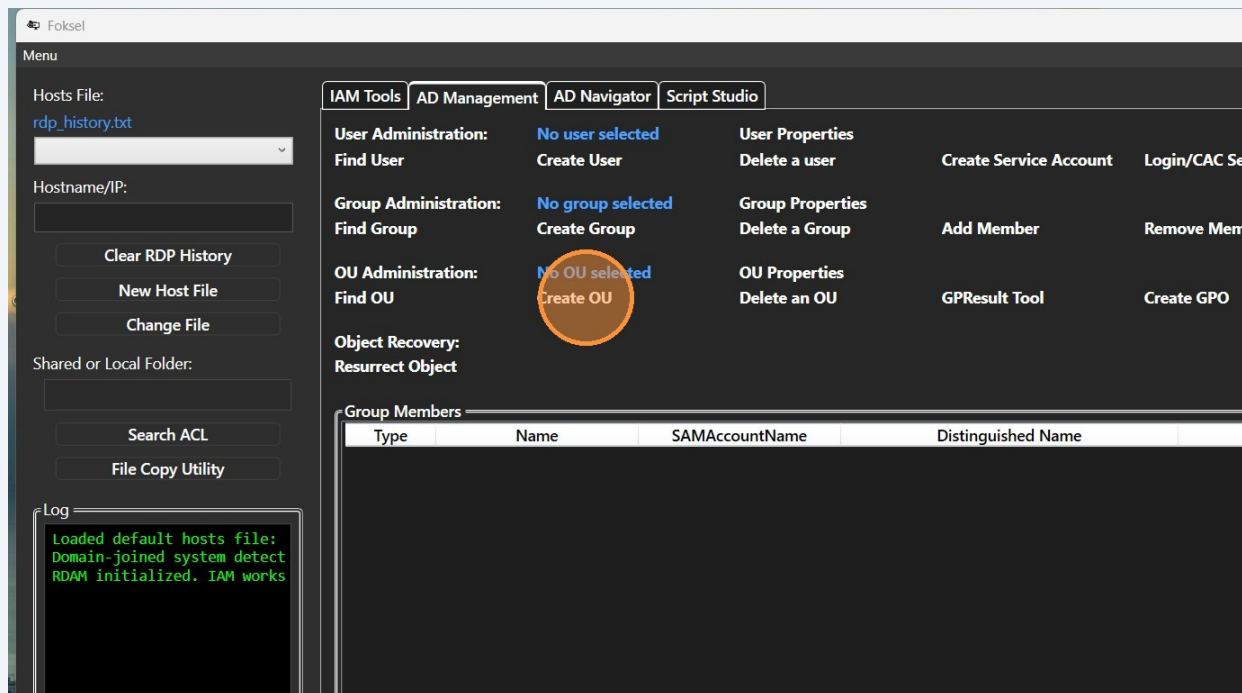 Foksel
Menu
Hosts File:
rdp_history.txt
Hostname/IP:
Clear RDP History
New Host File
Change File
Shared or Local Folder:
Search ACL
File Copy Utility
Log
Loaded default hosts file:
Domain-joined system detect
RDAM initialized. IAM works
IAM Tools AD Management AD Navigator Script Studio
User Administration: No user selected User Properties
Find User Create User Delete a user Create Service Account Login/CAC Se
Group Administration: No group selected Group Properties
Find Group Create Group Delete a Group Add Member Remove Mem
OU Administration: No OU selected OU Properties
Find OU Create OU Delete an OU GPResult Tool Create GPO
Object Recovery:
Resurrect Object
Group Members
Type Name SAMAccountName Distinguished Name